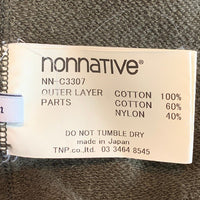 nonnative®
NN-C3307
OUTER LAYER COTTON 100%
PARTS COTTON 60%
NYLON 40%
DO NOT TUMBLE DRY
made in Japan
TNP.co.,ltd. 03 3464 8545